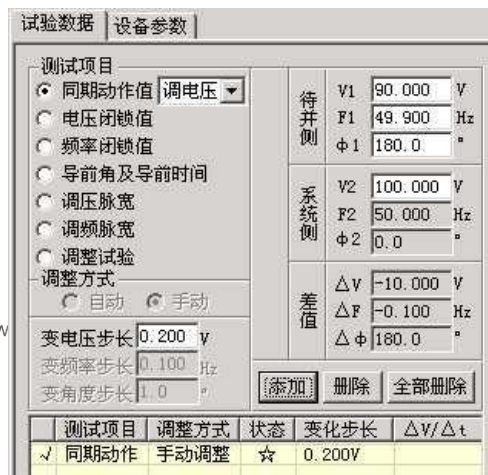 试验数据 设备参数
测试项目
同期动作值 调电压
电压闭锁值
频率闭锁值
导前角及导前时间
调压脉宽
调频脉宽
调整试验
调整方式
自动 手动
变电压步长 0.200 V
变频率步长 0.100 Hz
变角度步长 1.0 °
待并侧
V1 90.000 V
F1 49.900 Hz
φ1 180.0 °
系统侧
V2 100.000 V
F2 50.000 Hz
φ2 0.0 °
差值
△V -10.000 V
△F -0.100 Hz
△φ 180.0 °
添加 删除 全部删除
测试项目 调整方式 状态 变化步长 △V/△t
√ 同期动作 手动调整 ☆ 0.200V